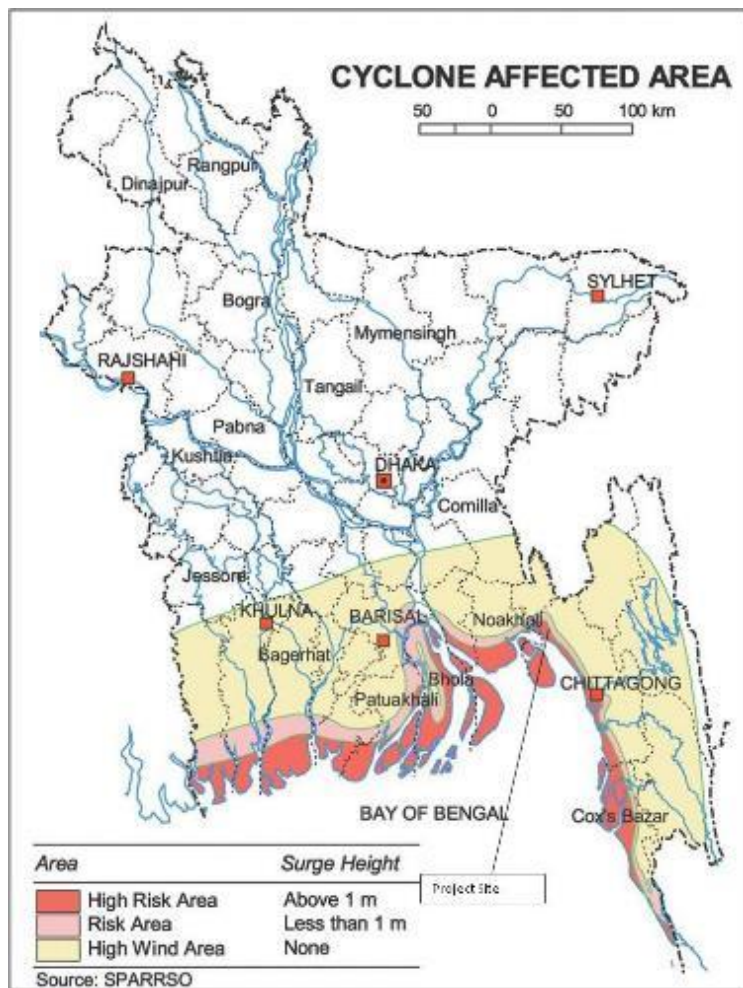 CYCLONE AFFECTED AREA
50 0 50 100 km
Rangpur
Dinajpur
SYLHET
Bogra
Mymensingh
RAJSHAHI
Tangail
Pabna
Kushtia
DHAKA
Comilla
Jessore
KHULNA
BARISAL
Noakhali
Bagerhat
Bhola
CHITTAGONG
Patuakhali
BAY OF BENGAL
Cox's Bazar
Area Surge Height
Project Site
High Risk Area Above 1 m
Risk Area Less than 1 m
High Wind Area None
Source: SPARRSO